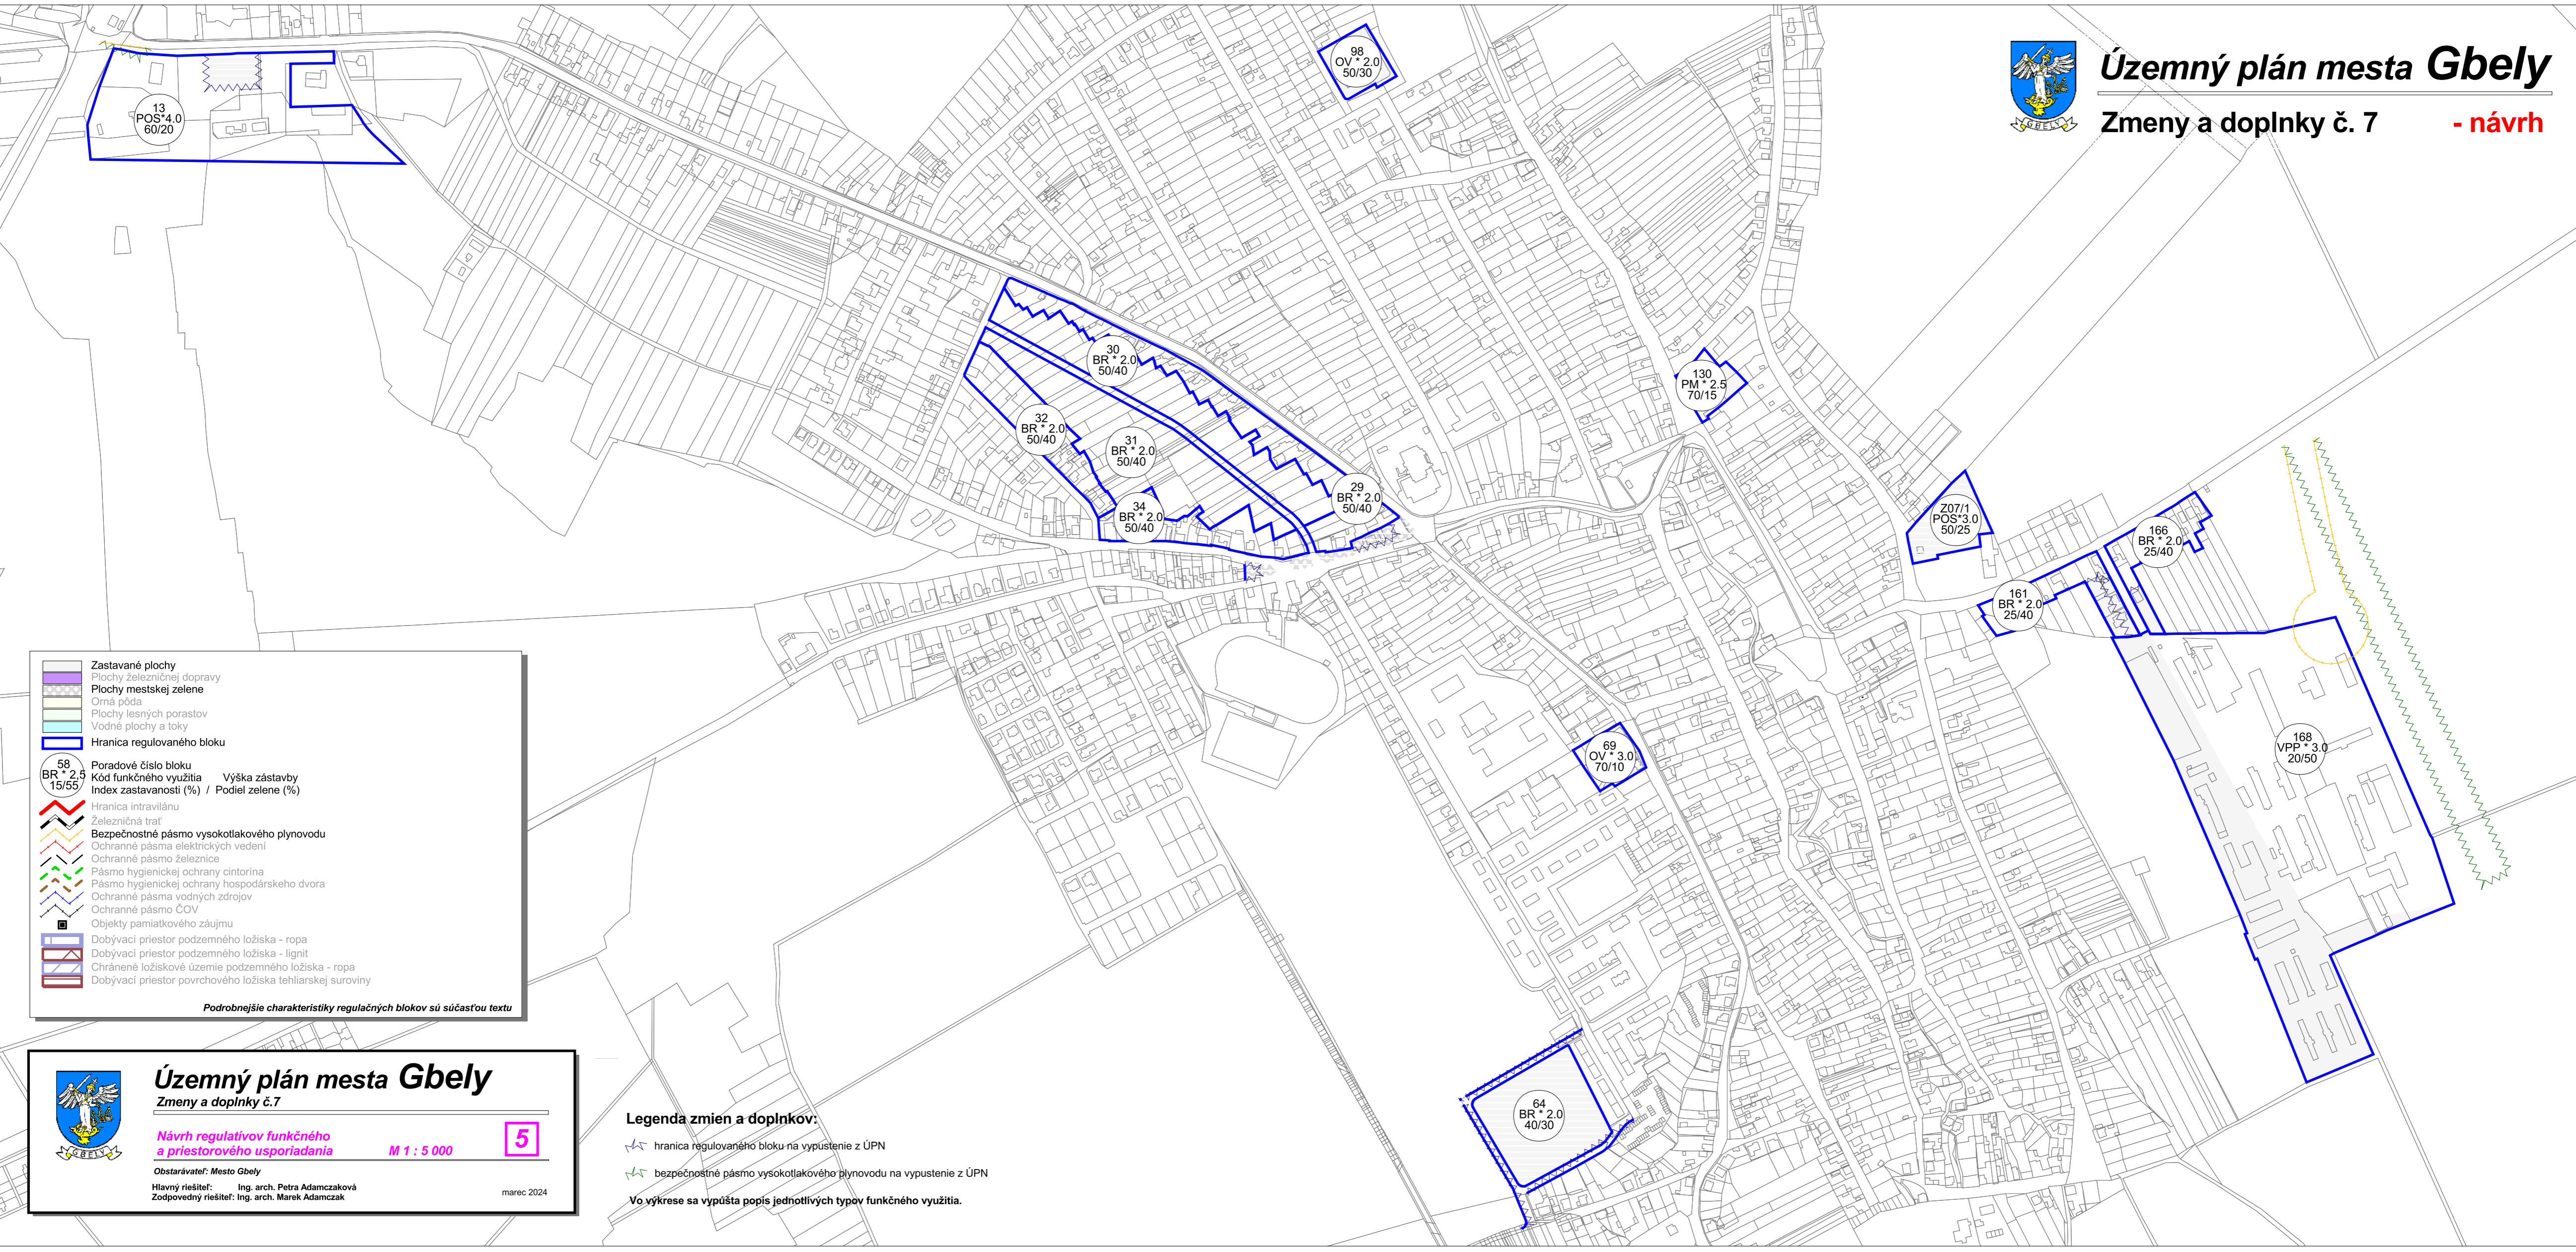 Územný plán mesta Gbely
Zmeny a doplnky č. 7 - návrh
GBELY
13
POS*4.0
60/20
98
OV * 2.0
50/30
30
BR * 2.0
50/40
32
BR * 2.0
50/40
31
BR * 2.0
50/40
34
BR * 2.0
50/40
29
BR * 2.0
50/40
130
PM * 2.5
70/15
Z07/1
POS*3.0
50/25
166
BR * 2.0
25/40
161
BR * 2.0
25/40
168
VPP * 3.0
20/50
69
OV * 3.0
70/10
64
BR * 2.0
40/30
Zastavané plochy
Plochy železničnej dopravy
Plochy mestskej zelene
Orná pôda
Plochy lesných porastov
Vodné plochy a toky
Hranica regulovaného bloku
58
BR * 2,5
15/55
Poradové číslo bloku
Kód funkčného využitia Výška zástavby
Index zastavanosti (%) / Podiel zelene (%)
Hranica intravilánu
Železničná trať
Bezpečnostné pásmo vysokotlakového plynovodu
Ochranné pásma elektrických vedení
Ochranné pásmo železnice
Pásmo hygienickej ochrany cintorína
Pásmo hygienickej ochrany hospodárskeho dvora
Ochranné pásma vodných zdrojov
Ochranné pásmo ČOV
Objekty pamiatkového záujmu
Dobývací priestor podzemného ložiska - ropa
Dobývací priestor podzemného ložiska - lignit
Chránené ložiskové územie podzemného ložiska - ropa
Dobývací priestor povrchového ložiska tehliarskej suroviny
Podrobnejšie charakteristiky regulačných blokov sú súčasťou textu
Územný plán mesta Gbely
Zmeny a doplnky č.7
GBELY
Návrh regulatívov funkčného
a priestorového usporiadania M 1 : 5 000
5
Obstarávateľ: Mesto Gbely
Hlavný riešiteľ: Ing. arch. Petra Adamczaková
Zodpovedný riešiteľ: Ing. arch. Marek Adamczak
marec 2024
Legenda zmien a doplnkov:
hranica regulovaného bloku na vypustenie z ÚPN
bezpečnostné pásmo vysokotlakového plynovodu na vypustenie z ÚPN
Vo výkrese sa vypúšta popis jednotlivých typov funkčného využitia.